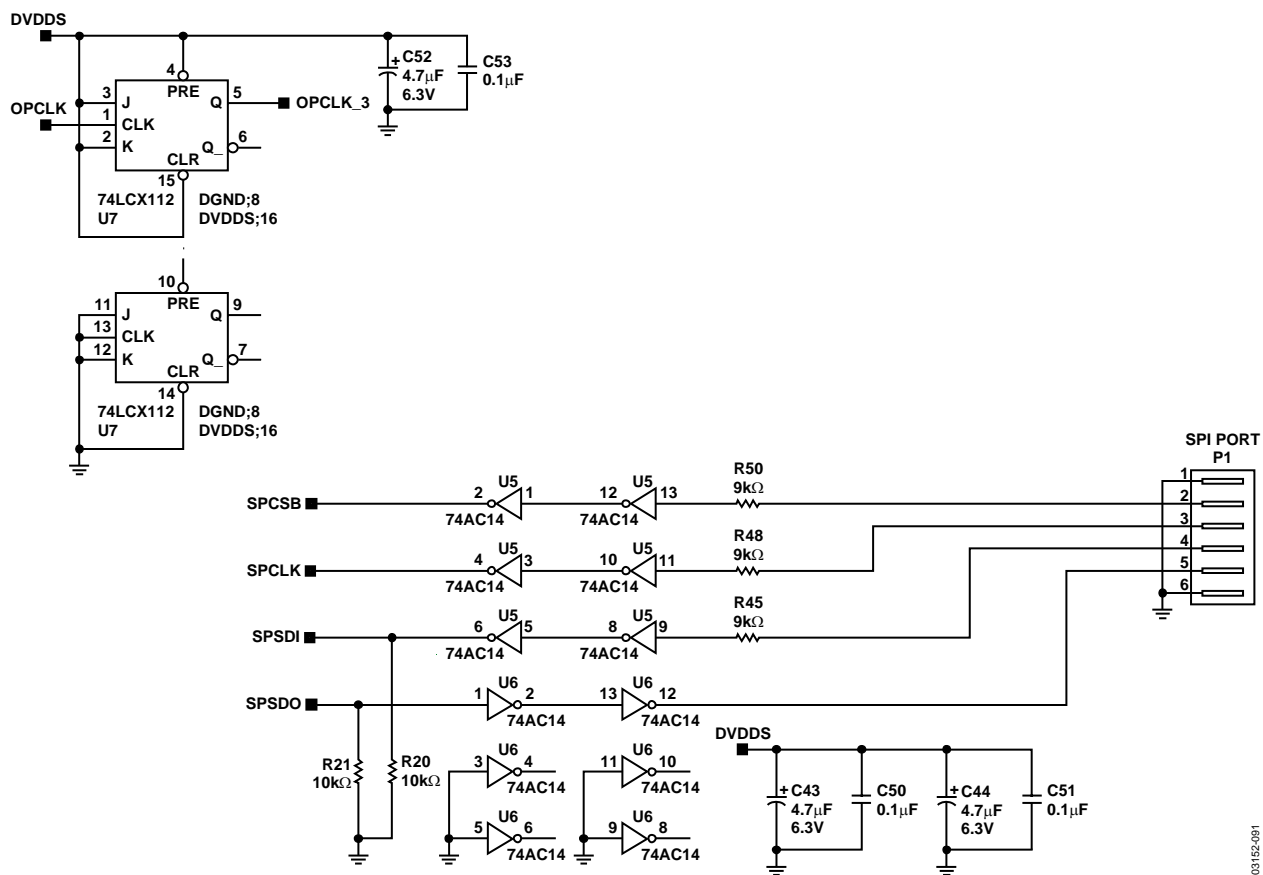 DVDDS
OPCLK
3
J
1
CLK
2
K
4
PRE
Q
5
OPCLK_3
Q_
6
CLR
15
74LCX112
U7
DGND;8
DVDDS;16
+
C52
4.7μF
6.3V
C53
0.1μF
10
PRE
11
J
13
CLK
12
K
Q
9
Q_
7
CLR
14
74LCX112
U7
DGND;8
DVDDS;16
SPI PORT
P1
1
2
3
4
5
6
SPCSB
2
U5
1
74AC14
12
U5
13
74AC14
R50
9kΩ
SPCLK
4
U5
3
74AC14
10
U5
11
74AC14
R48
9kΩ
SPSDI
6
U5
5
74AC14
8
U5
9
74AC14
R45
9kΩ
SPSDO
1
U6
2
74AC14
13
U6
12
74AC14
R21
10kΩ
R20
10kΩ
3
U6
4
74AC14
11
U6
10
74AC14
5
U6
6
74AC14
9
U6
8
74AC14
DVDDS
+
C43
4.7μF
6.3V
C50
0.1μF
+
C44
4.7μF
6.3V
C51
0.1μF
03152-091